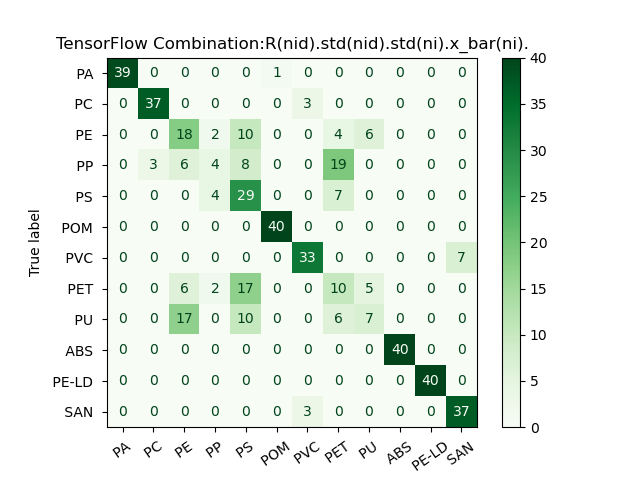 TensorFlow Combination:R(nid).std(nid).std(ni).x_bar(ni).
PA 39 0 0 0 0 1 0 0 0 0 0 0
PC 0 37 0 0 0 0 3 0 0 0 0 0
PE 0 0 18 2 10 0 0 4 6 0 0 0
PP 0 3 6 4 8 0 0 19 0 0 0 0
PS 0 0 0 4 29 0 0 7 0 0 0 0
POM 0 0 0 0 0 40 0 0 0 0 0 0
PVC 0 0 0 0 0 0 33 0 0 0 0 7
PET 0 0 6 2 17 0 0 10 5 0 0 0
PU 0 0 17 0 10 0 0 6 7 0 0 0
ABS 0 0 0 0 0 0 0 0 0 40 0 0
PE-LD 0 0 0 0 0 0 0 0 0 0 40 0
SAN 0 0 0 0 0 0 3 0 0 0 0 37
True label
PA PC PE PP PS POM PVC PET PU ABS PE-LD SAN
40
35
30
25
20
15
10
5
0